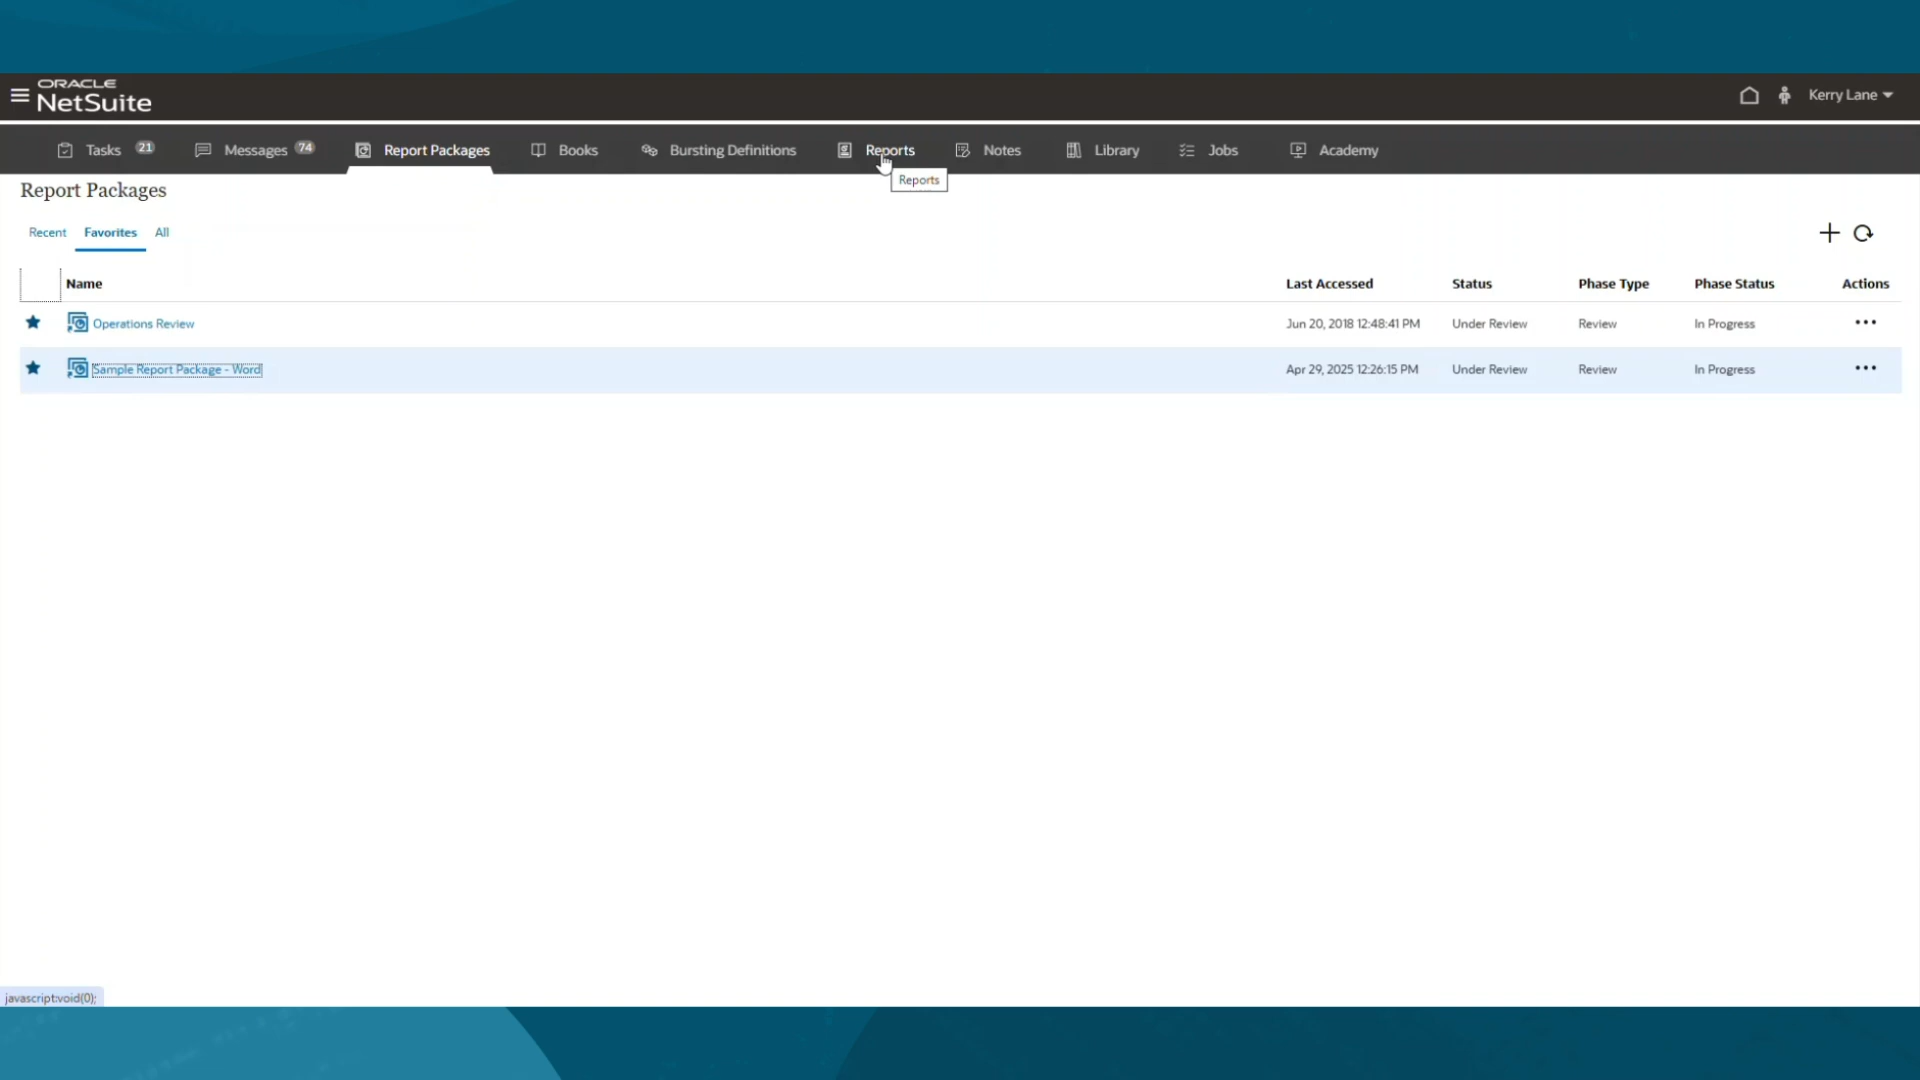 ORACLE
NetSuite
Kerry Lane
Tasks 21 Messages 74 Report Packages Books Bursting Definitions Reports Notes Library Jobs Academy
Reports
Report Packages
Recent Favorites All
Name Last Accessed Status Phase Type Phase Status Actions
Operations Review Jun 20, 2018 12:48:41 PM Under Review Review In Progress
Sample Report Package - Word Apr 29, 2025 12:26:15 PM Under Review Review In Progress
javascript:void(0);